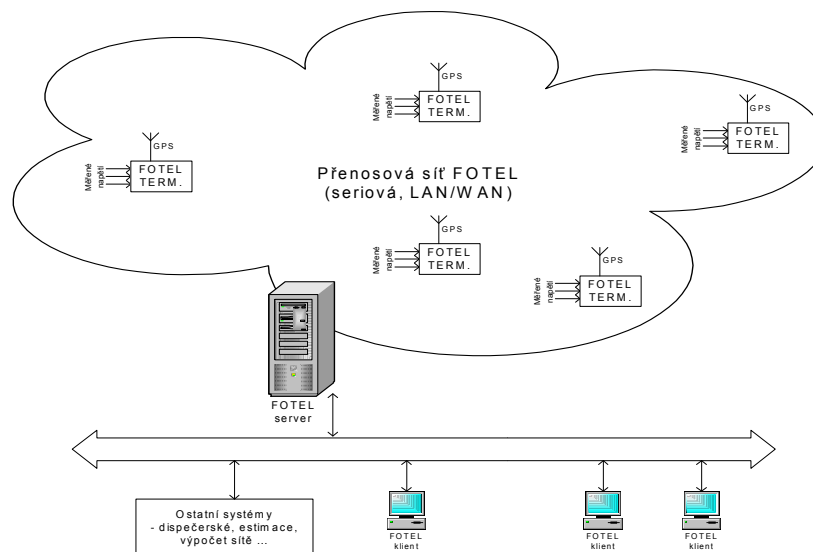 GPS
FOTEL
TERM.
Měřené
napětí
GPS
FOTEL
TERM.
Měřené
napětí
GPS
FOTEL
TERM.
Měřené
napětí
Přenosová síť FOTEL
(seriová, LAN/WAN)
GPS
FOTEL
TERM.
Měřené
napětí
GPS
FOTEL
TERM.
Měřené
napětí
FOTEL
server
Ostatní systémy
- dispečerské, estimace,
výpočet sítě ...
FOTEL
klient
FOTEL
klient
FOTEL
klient